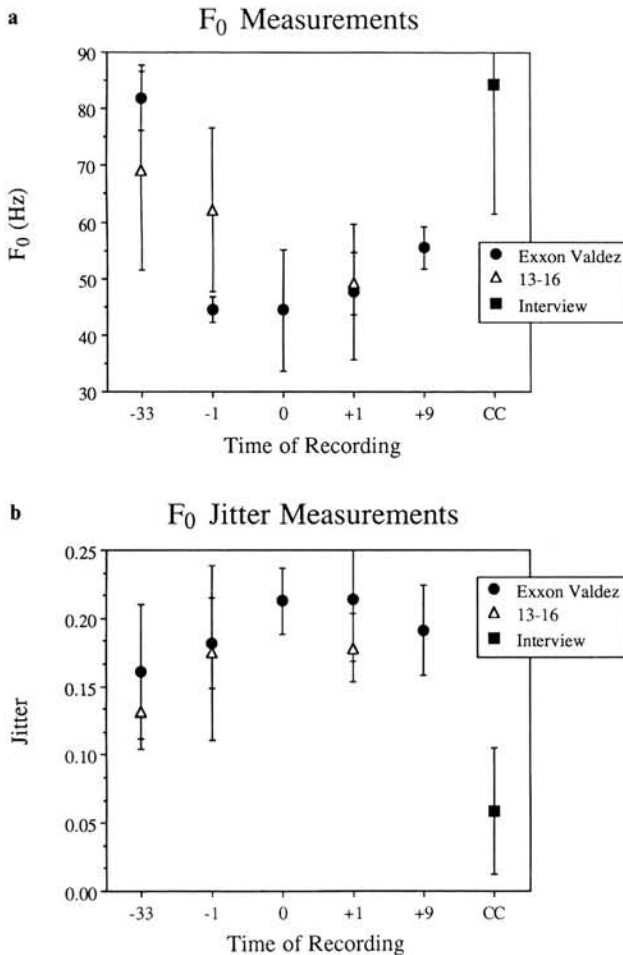 a
F0 Measurements
90
80
70
60
50
40
30
F0 (Hz)
Exxon Valdez
13-16
Interview
-33 -1 0 +1 +9 CC
Time of Recording
b
F0 Jitter Measurements
0.25
0.20
0.15
0.10
0.05
0.00
Jitter
Exxon Valdez
13-16
Interview
-33 -1 0 +1 +9 CC
Time of Recording